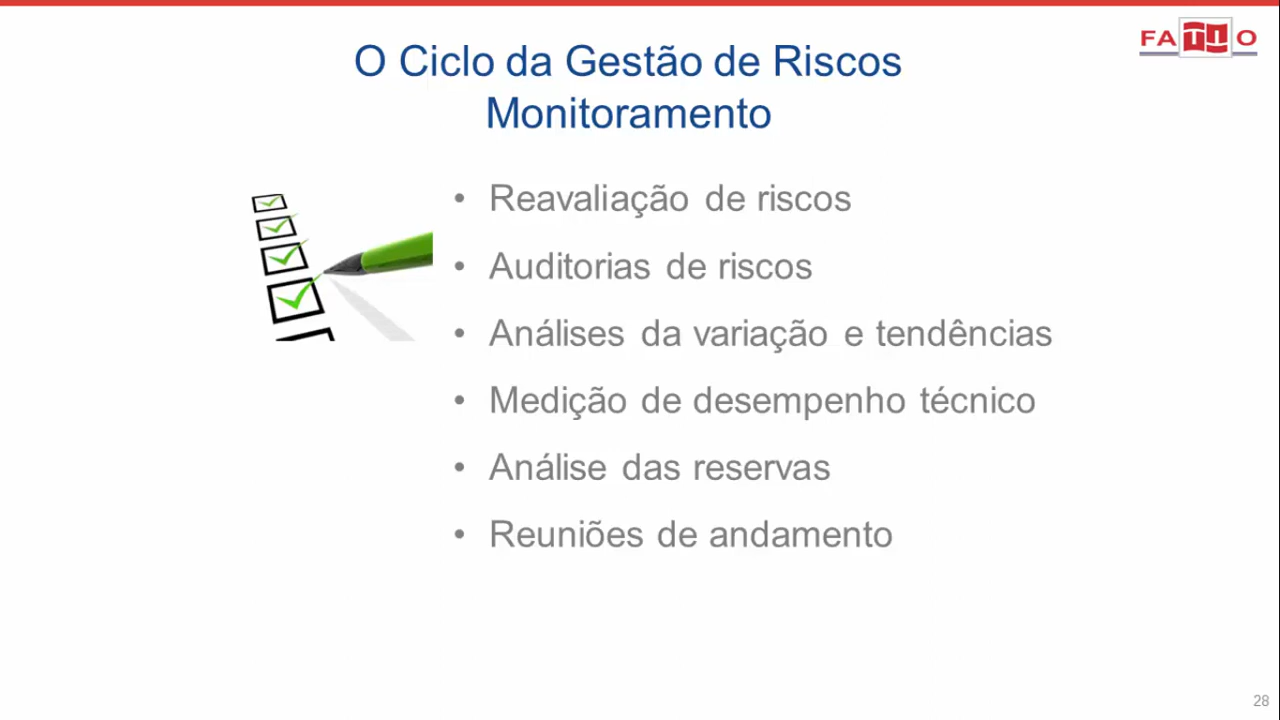 FATTO
O Ciclo da Gestão de Riscos
Monitoramento
• Reavaliação de riscos
• Auditorias de riscos
• Análises da variação e tendências
• Medição de desempenho técnico
• Análise das reservas
• Reuniões de andamento
28